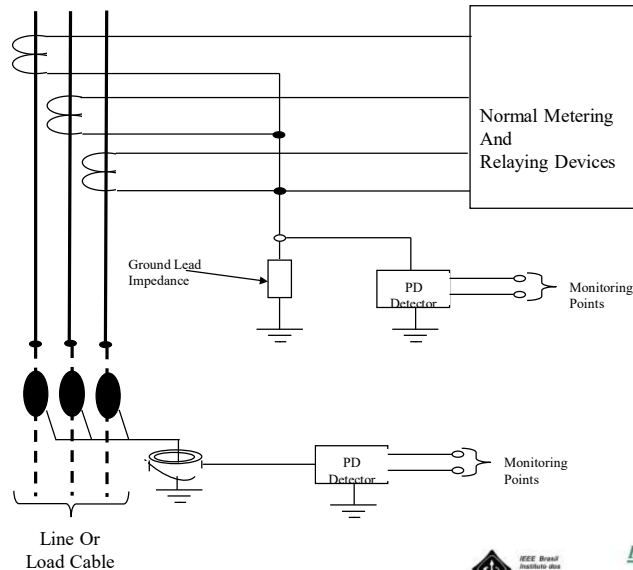 Normal Metering
And
Relaying Devices
Ground Lead
Impedance
PD
Detector
Monitoring
Points
PD
Detector
Monitoring
Points
Line Or
Load Cable
IEEE Brasil
Instituto dos